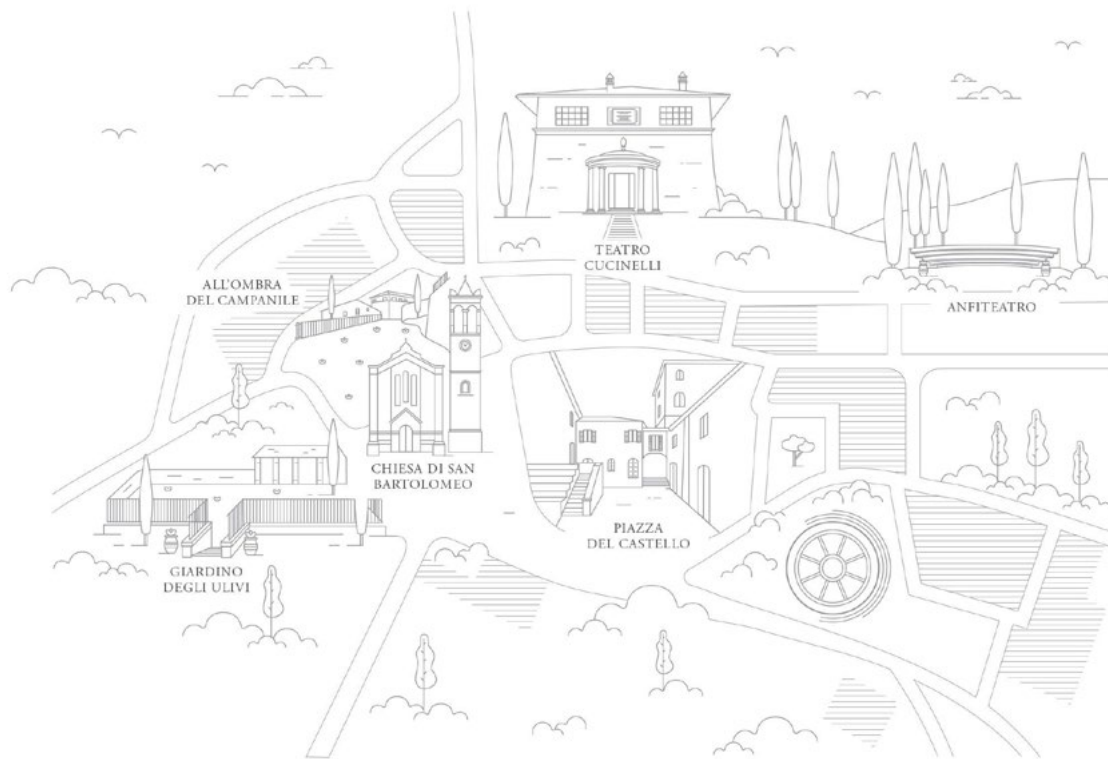 TEATRO
CUCINELLI
ALL'OMBRA
DEL CAMPANILE
ANFITEATRO
CHIESA DI SAN
BARTOLOMEO
PIAZZA
DEL CASTELLO
GIARDINO
DEGLI ULIVI